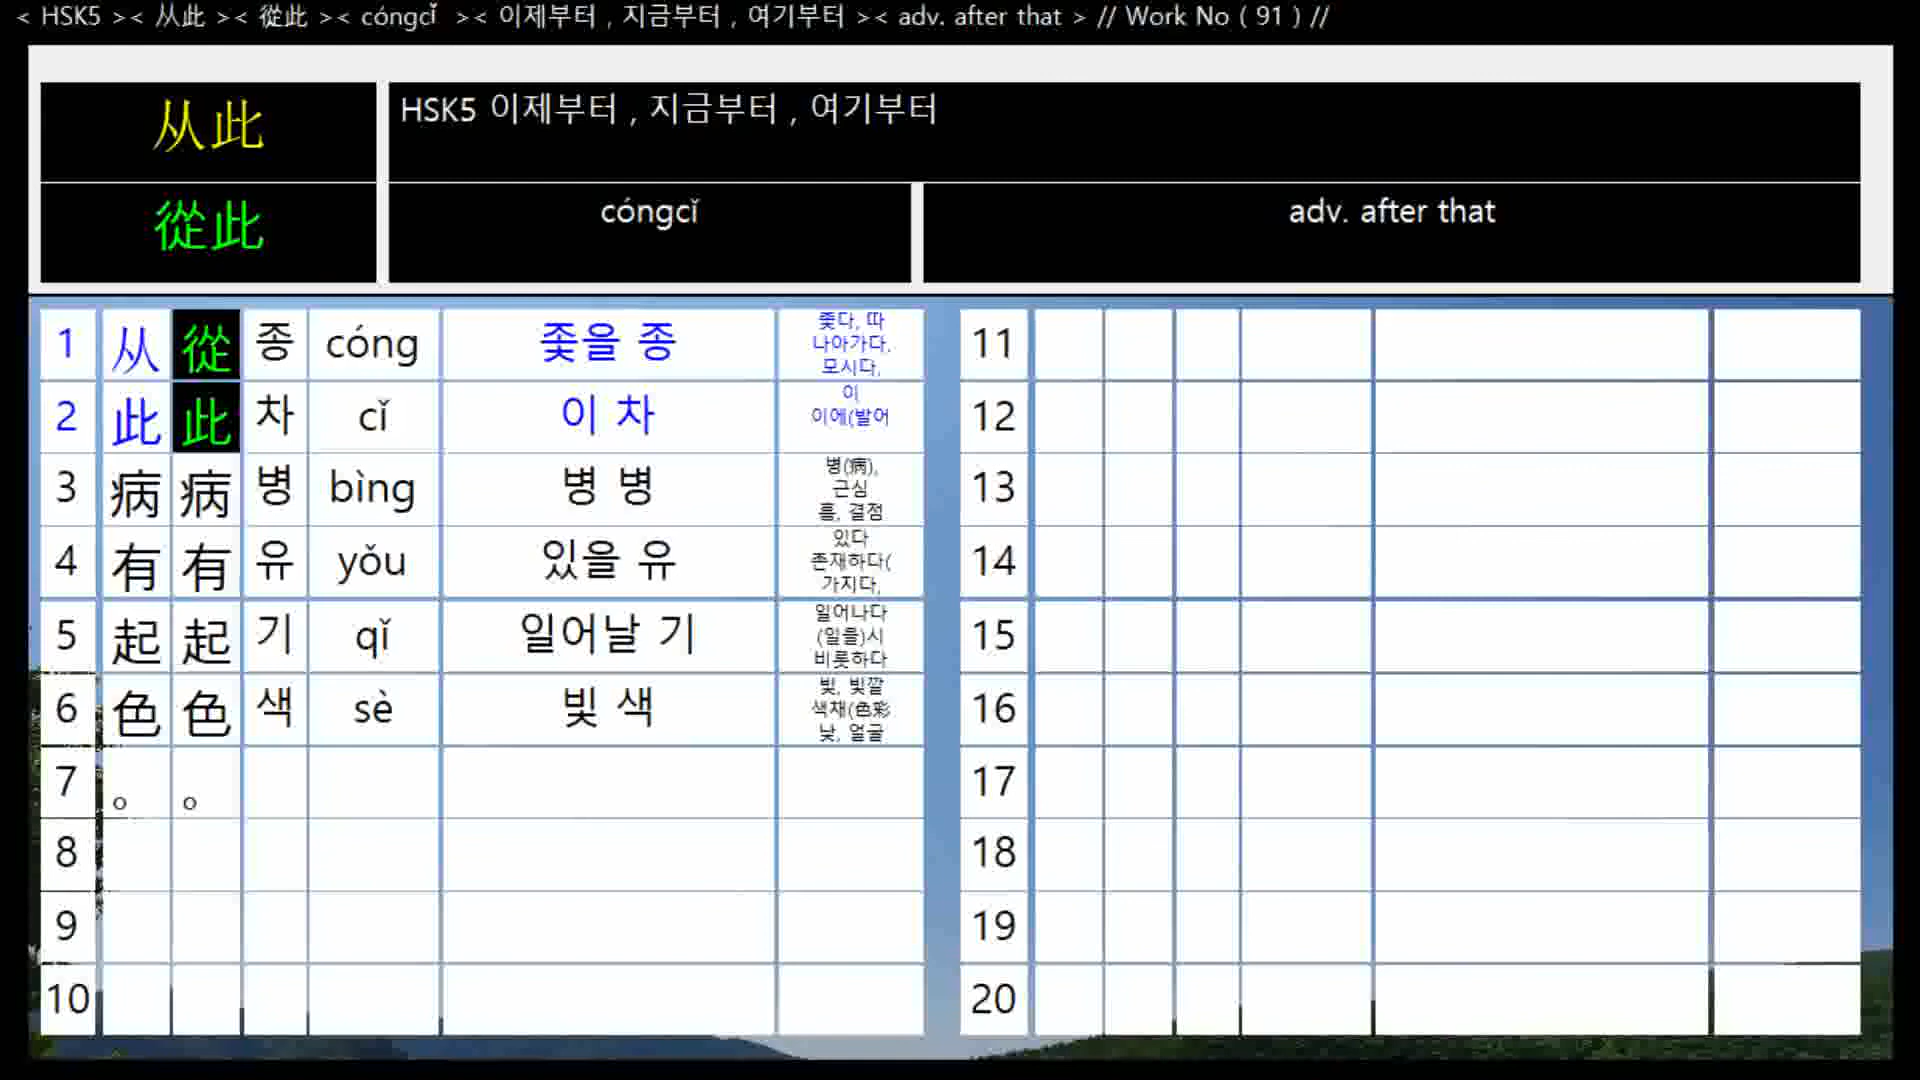 < HSK5 >< 从此 >< 從此 >< cóngcǐ >< 이제부터 , 지금부터 , 여기부터 >< adv. after that > // Work No ( 91 ) //
从此
HSK5 이제부터 , 지금부터 , 여기부터
從此
cóngcǐ
adv. after that
1 从 從 종 cóng 좇을 종
좇다, 따
나아가다.
모시다,
2 此 此 차 cǐ 이 차
이
이에(발어
3 病 病 병 bìng 병 병
병(病),
근심
흠, 결점
4 有 有 유 yǒu 있을 유
있다
존재하다(
가지다,
5 起 起 기 qǐ 일어날 기
일어나다
(일을)시
비롯하다
6 色 色 색 sè 빛 색
빛, 빛깔
색채(色彩
낯, 얼굴
7 。 。
8
9
10
11
12
13
14
15
16
17
18
19
20